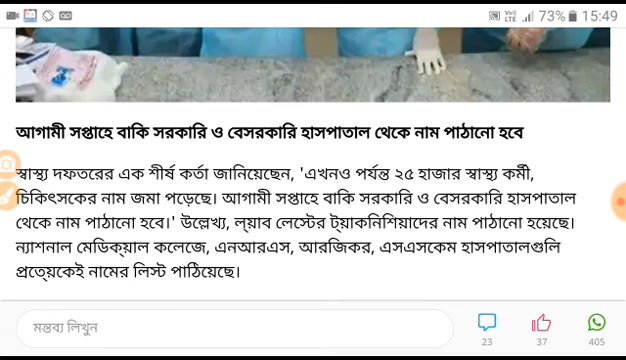 Voll LTE 73% 15:49
আগামী সপ্তাহে বাকি সরকারি ও বেসরকারি হাসপাতাল থেকে নাম পাঠানো হবে
স্বাস্থ্য দফতরের এক শীর্ষ কর্তা জানিয়েছেন, 'এখনও পর্যন্ত ২৫ হাজার স্বাস্থ্য কর্মী,
চিকিৎসকের নাম জমা পড়েছে। আগামী সপ্তাহে বাকি সরকারি ও বেসরকারি হাসপাতাল
থেকে নাম পাঠানো হবে।' উল্লেখ্য, ল্যাব লেস্টের ট্যাকনিশিয়াদের নাম পাঠানো হয়েছে।
ন্যাশনাল মেডিক্যাল কলেজে, এনআরএস, আরজিকর, এসএসকেম হাসপাতালগুলি
প্রত্যেকেই নামের লিস্ট পাঠিয়েছে।
মন্তব্য লিখুন
23 37 405